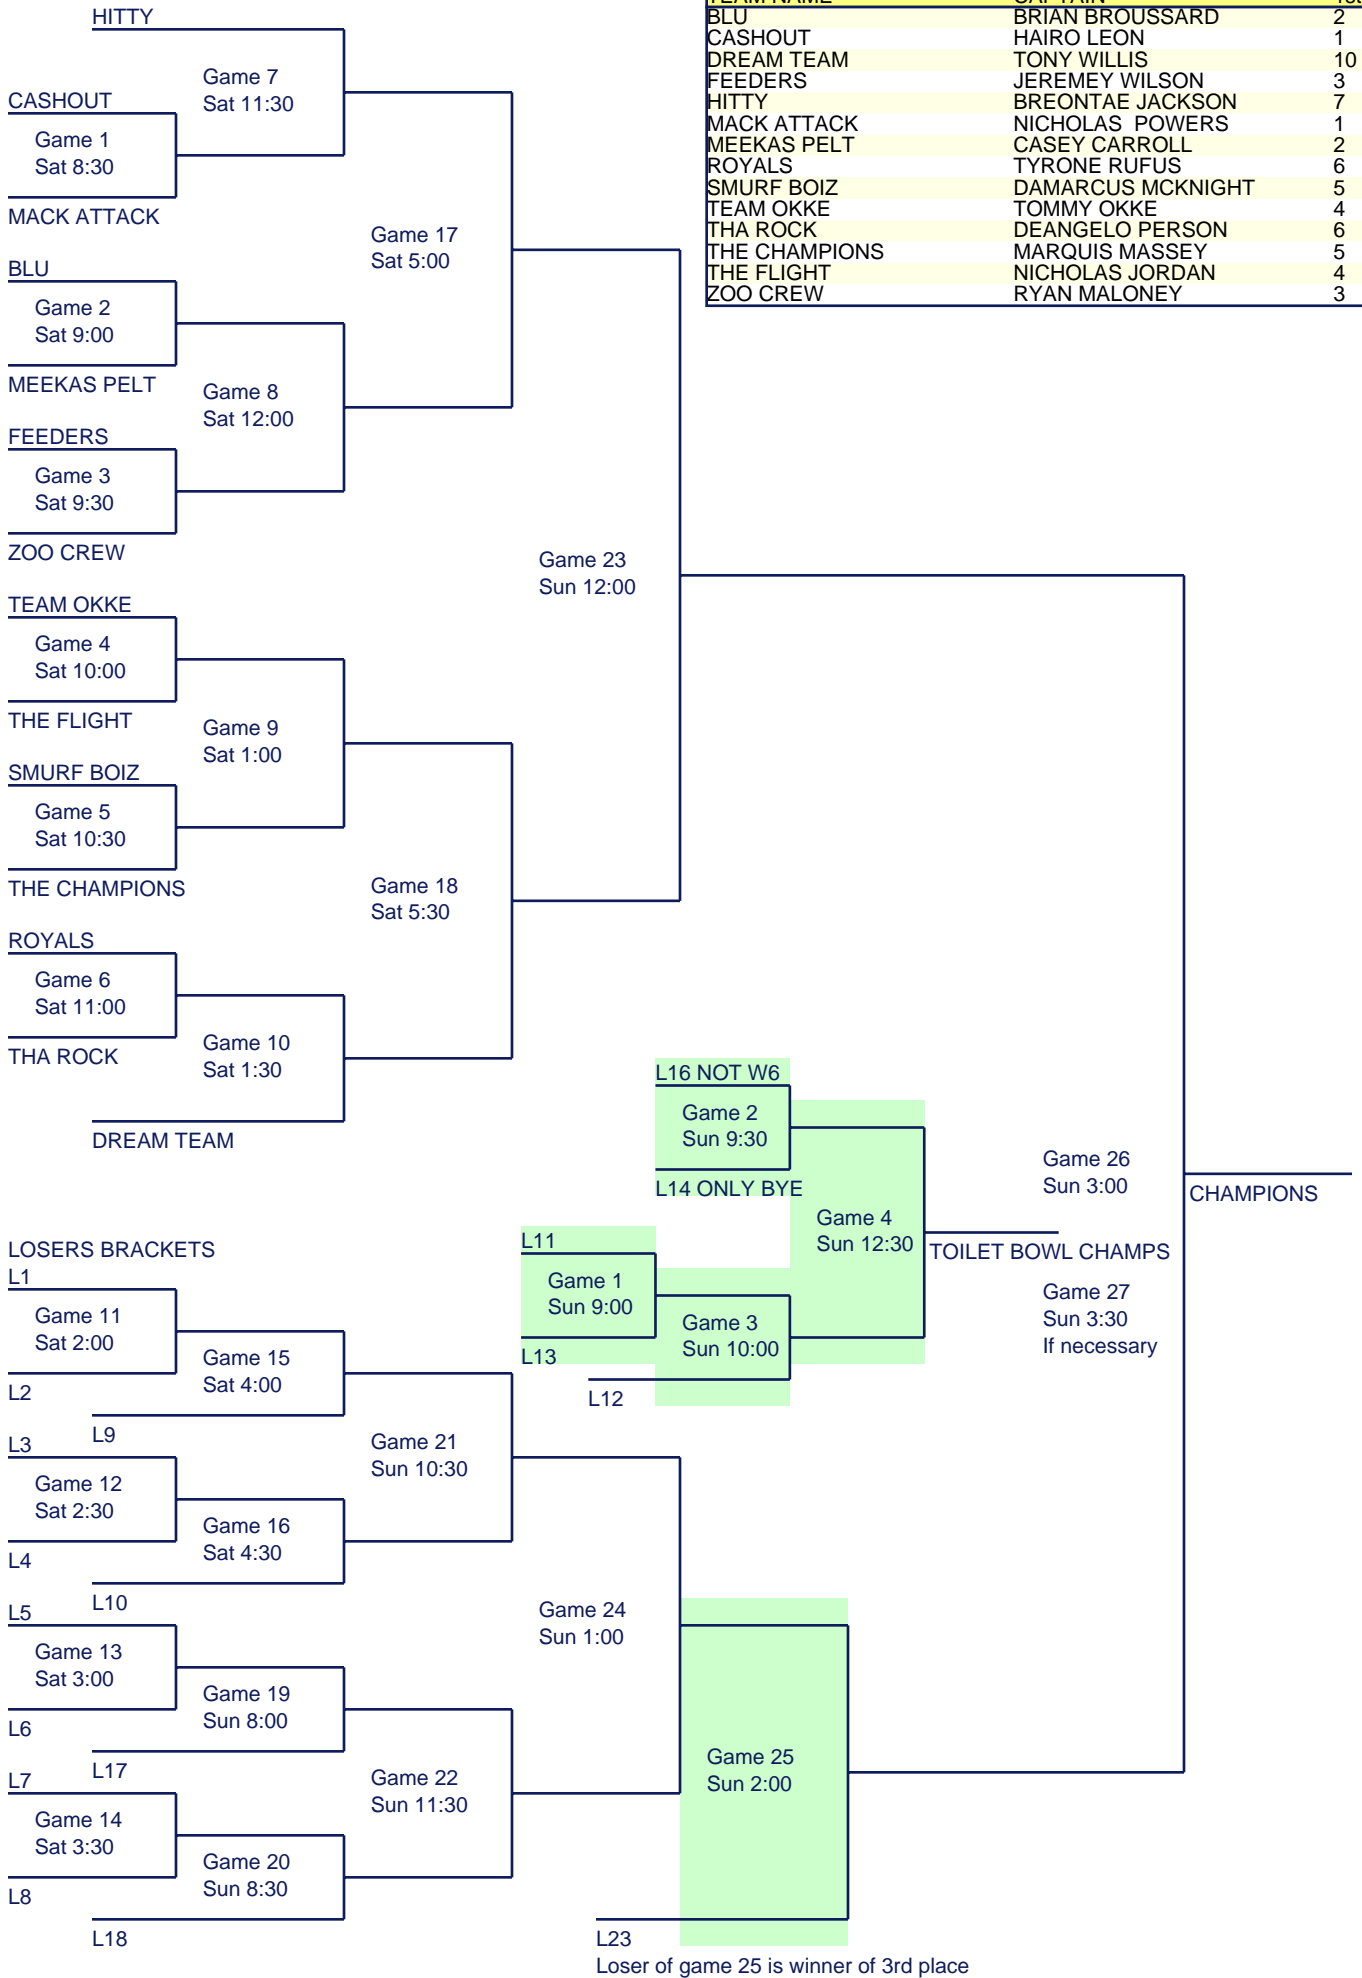 HITTY
Game 7
Sat 11:30
CASHOUT
Game 1
Sat 8:30
MACK ATTACK
Game 17
Sat 5:00
BLU
Game 2
Sat 9:00
MEEKAS PELT
Game 8
Sat 12:00
FEEDERS
Game 3
Sat 9:30
ZOO CREW
Game 23
Sun 12:00
TEAM OKKE
Game 4
Sat 10:00
THE FLIGHT
Game 9
Sat 1:00
SMURF BOIZ
Game 5
Sat 10:30
THE CHAMPIONS
Game 18
Sat 5:30
ROYALS
Game 6
Sat 11:00
THA ROCK
Game 10
Sat 1:30
DREAM TEAM
TEAM NAME CAPTAIN 1st
BLU BRIAN BROUSSARD 2
CASHOUT HAIRO LEON 1
DREAM TEAM TONY WILLIS 10
FEEDERS JEREMEY WILSON 3
HITTY BREONTAE JACKSON 7
MACK ATTACK NICHOLAS POWERS 1
MEEKAS PELT CASEY CARROLL 2
ROYALS TYRONE RUFUS 6
SMURF BOIZ DAMARCUS MCKNIGHT 5
TEAM OKKE TOMMY OKKE 4
THA ROCK DEANGELO PERSON 6
THE CHAMPIONS MARQUIS MASSEY 5
THE FLIGHT NICHOLAS JORDAN 4
ZOO CREW RYAN MALONEY 3
L16 NOT W6
Game 2
Sun 9:30
L14 ONLY BYE
Game 4
Sun 12:30
TOILET BOWL CHAMPS
L11
Game 1
Sun 9:00
L13
Game 3
Sun 10:00
L12
Game 26
Sun 3:00
CHAMPIONS
Game 27
Sun 3:30
If necessary
LOSERS BRACKETS
L1
Game 11
Sat 2:00
L2
Game 15
Sat 4:00
L9
L3
Game 12
Sat 2:30
L4
Game 16
Sat 4:30
L10
Game 21
Sun 10:30
L5
Game 13
Sat 3:00
L6
Game 19
Sun 8:00
L17
L7
Game 14
Sat 3:30
L8
Game 20
Sun 8:30
L18
Game 22
Sun 11:30
Game 24
Sun 1:00
Game 25
Sun 2:00
L23
Loser of game 25 is winner of 3rd place